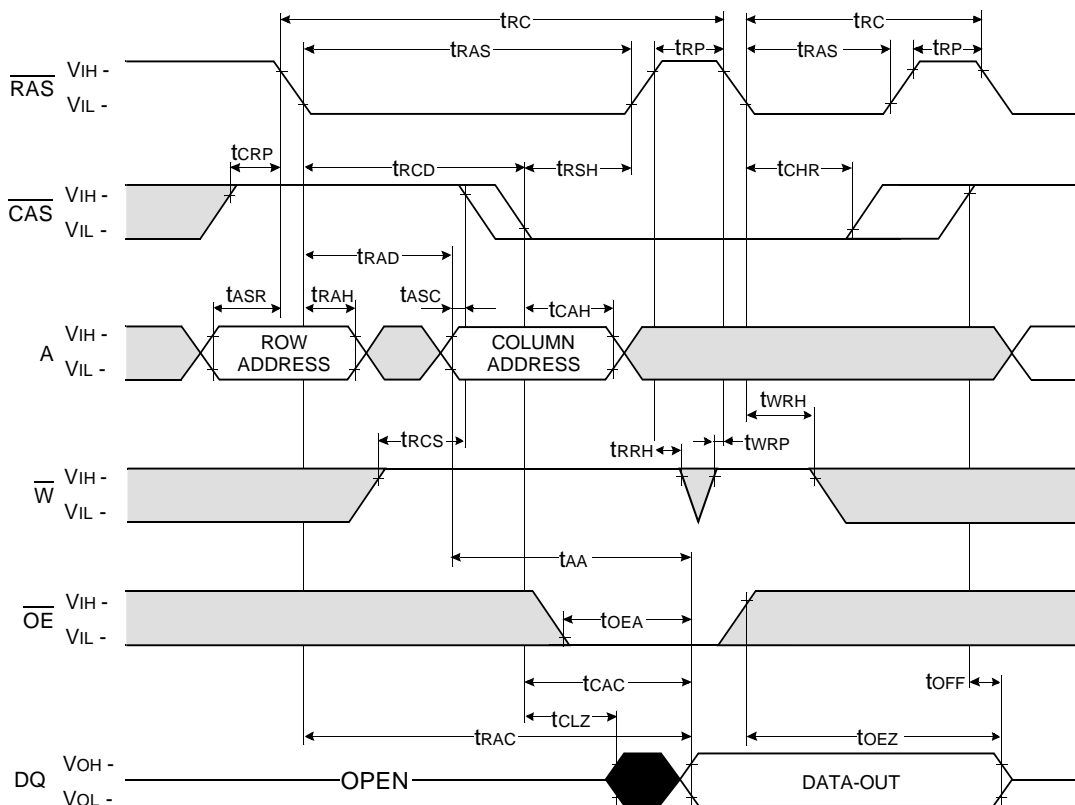 tRC tRC
tRAS tRP tRAS tRP
RAS VIH -
VIL -
tCRP tRCD tRSH tCHR
CAS VIH -
VIL -
tRAD
tASR tRAH tASC tCAH
A VIH -
VIL -
ROW
ADDRESS
COLUMN
ADDRESS
tWRH
tRCS tRRH tWRP
W VIH -
VIL -
tAA
OE VIH -
VIL -
tOEA
tCAC tOFF
tCLZ
tRAC tOEZ
DQ VOH -
VOL -
OPEN DATA-OUT